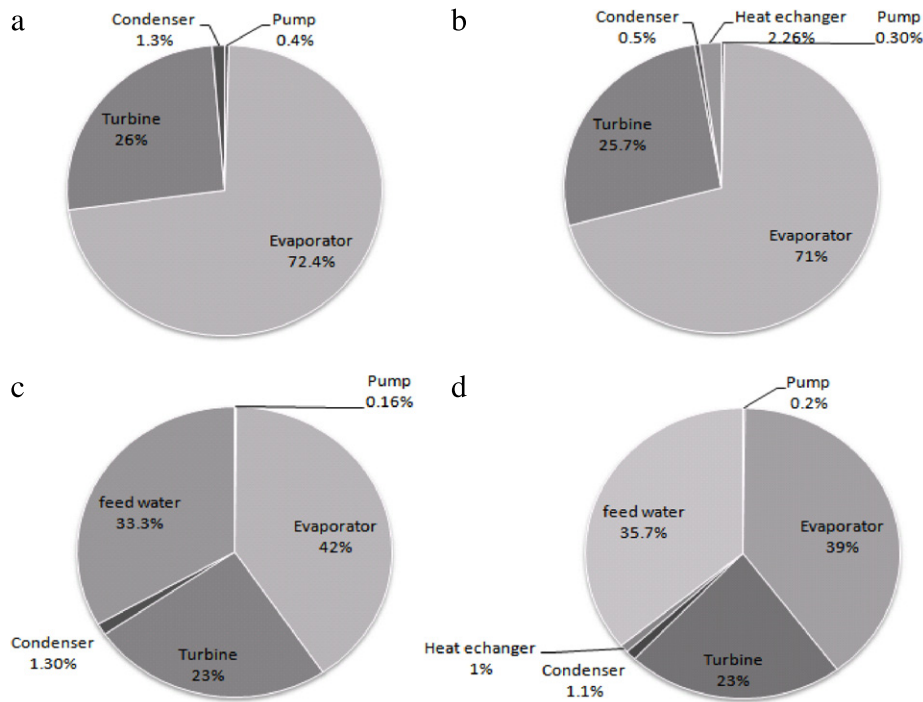 a
Condenser
1.3%
Pump
0.4%
Turbine
26%
Evaporator
72.4%
b
Condenser
0.5%
Heat echanger
2.26%
Pump
0.30%
Turbine
25.7%
Evaporator
71%
c
Pump
0.16%
feed water
33.3%
Evaporator
42%
Condenser
1.30%
Turbine
23%
d
Pump
0.2%
feed water
35.7%
Evaporator
39%
Heat echanger
1%
Condenser
1.1%
Turbine
23%